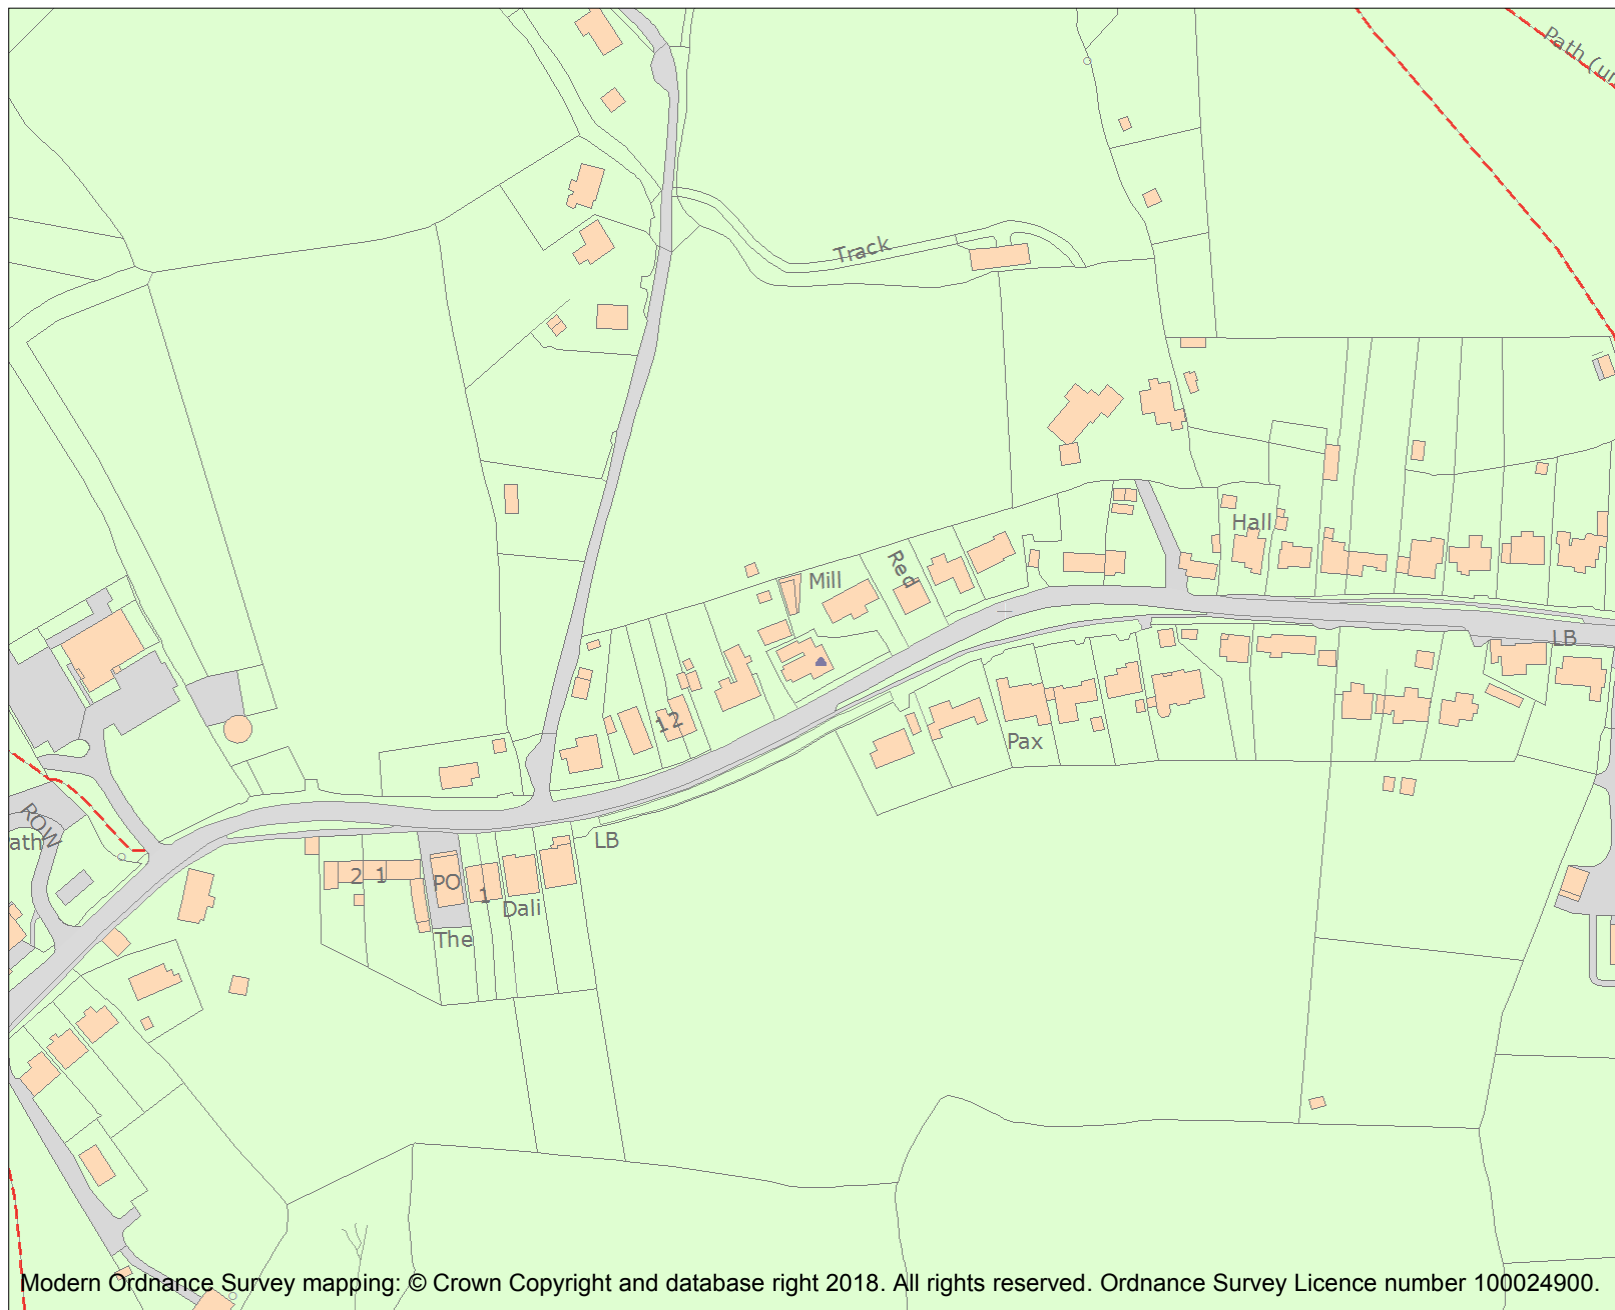 Path (u
Track
Hall
Red
Mill
LB
12
Pax
ROW
ath
LB
2 1
PO
1
Dali
The
Modern Ordnance Survey mapping: © Crown Copyright and database right 2018. All rights reserved. Ordnance Survey Licence number 100024900.